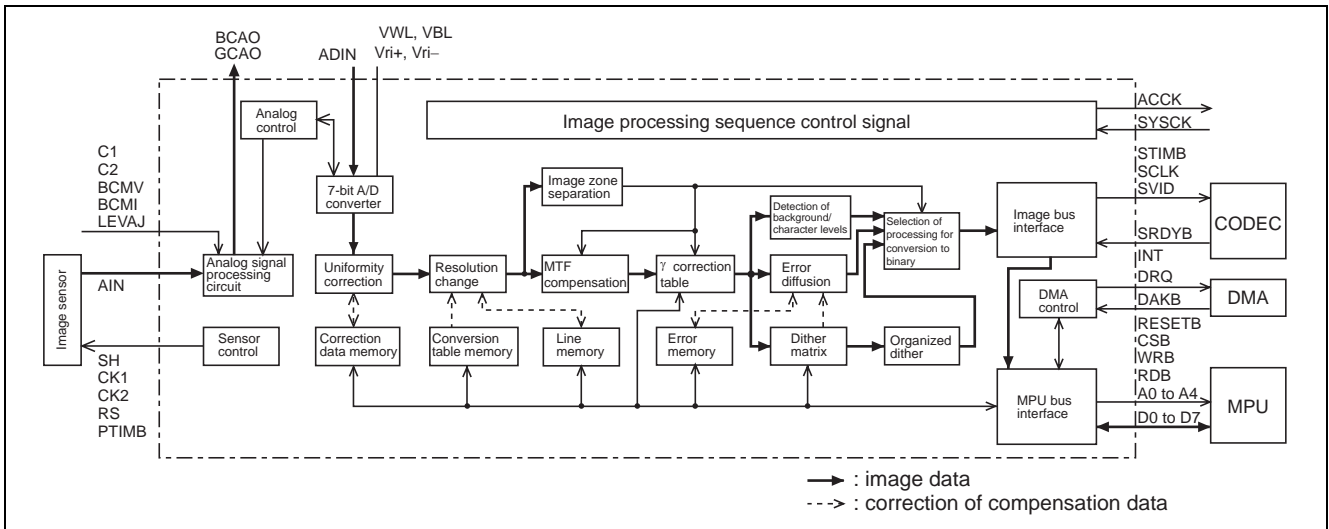 BCAO
GCAO
ADIN
VWL, VBL
Vri+, Vri−
Analog
control
Image processing sequence control signal
ACCK
SYSCK
C1
C2
BCMV
BCMI
LEVAJ
7-bit A/D
converter
Image zone
separation
Detection of
background/
character levels
Selection of
processing for
conversion to
binary
Image bus
interface
STIMB
SCLK
SVID
SRDYB
INT
CODEC
Image sensor
AIN
Analog signal
processing
circuit
Uniformity
correction
Resolution
change
MTF
compensation
γ correction
table
Error
diffusion
DMA
control
DRQ
DAKB
DMA
Sensor
control
Correction
data memory
Conversion
table memory
Line
memory
Error
memory
Dither
matrix
Organized
dither
SH
CK1
CK2
RS
PTIMB
MPU bus
interface
RESETB
CSB
WRB
RDB
A0 to A4
D0 to D7
MPU
: image data
: correction of compensation data